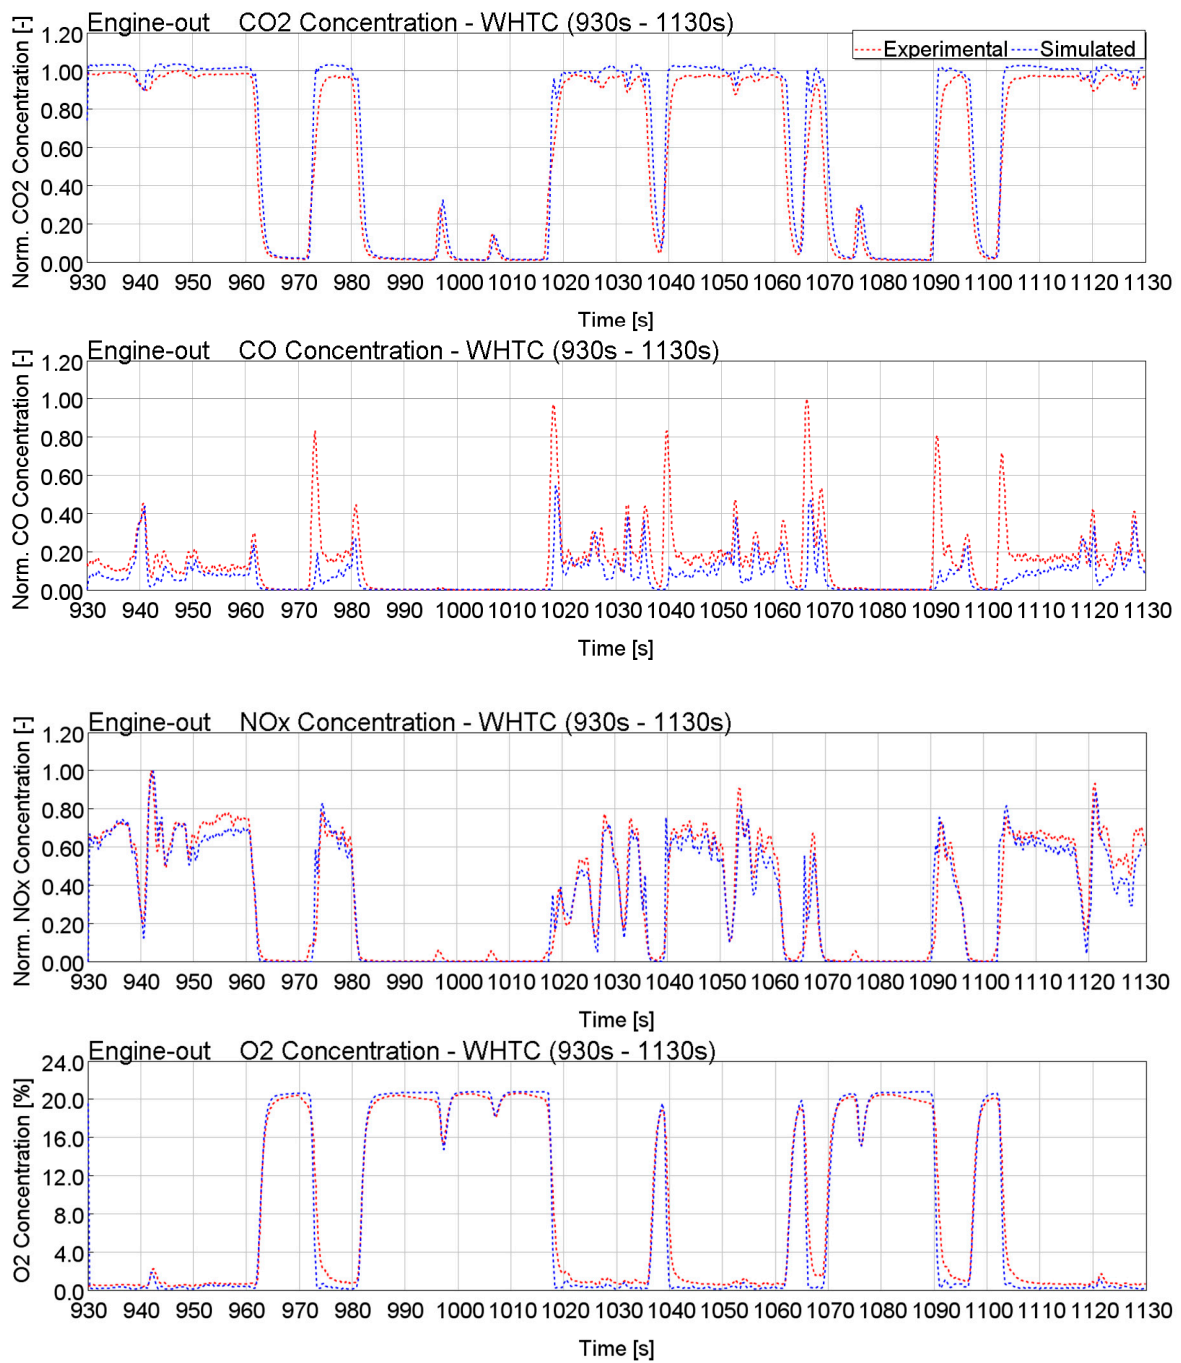 Engine-out CO2 Concentration - WHTC (930s - 1130s)
Experimental Simulated
Norm. CO2 Concentration [-]
1.20
1.00
0.80
0.60
0.40
0.20
0.00
930 940 950 960 970 980 990 1000 1010 1020 1030 1040 1050 1060 1070 1080 1090 1100 1110 1120 1130
Time [s]
Engine-out CO Concentration - WHTC (930s - 1130s)
Norm. CO Concentration [-]
1.20
1.00
0.80
0.60
0.40
0.20
0.00
930 940 950 960 970 980 990 1000 1010 1020 1030 1040 1050 1060 1070 1080 1090 1100 1110 1120 1130
Time [s]
Engine-out NOx Concentration - WHTC (930s - 1130s)
Norm. NOx Concentration [-]
1.20
1.00
0.80
0.60
0.40
0.20
0.00
930 940 950 960 970 980 990 1000 1010 1020 1030 1040 1050 1060 1070 1080 1090 1100 1110 1120 1130
Time [s]
Engine-out O2 Concentration - WHTC (930s - 1130s)
O2 Concentration [%]
24.0
20.0
16.0
12.0
8.0
4.0
0.0
930 940 950 960 970 980 990 1000 1010 1020 1030 1040 1050 1060 1070 1080 1090 1100 1110 1120 1130
Time [s]